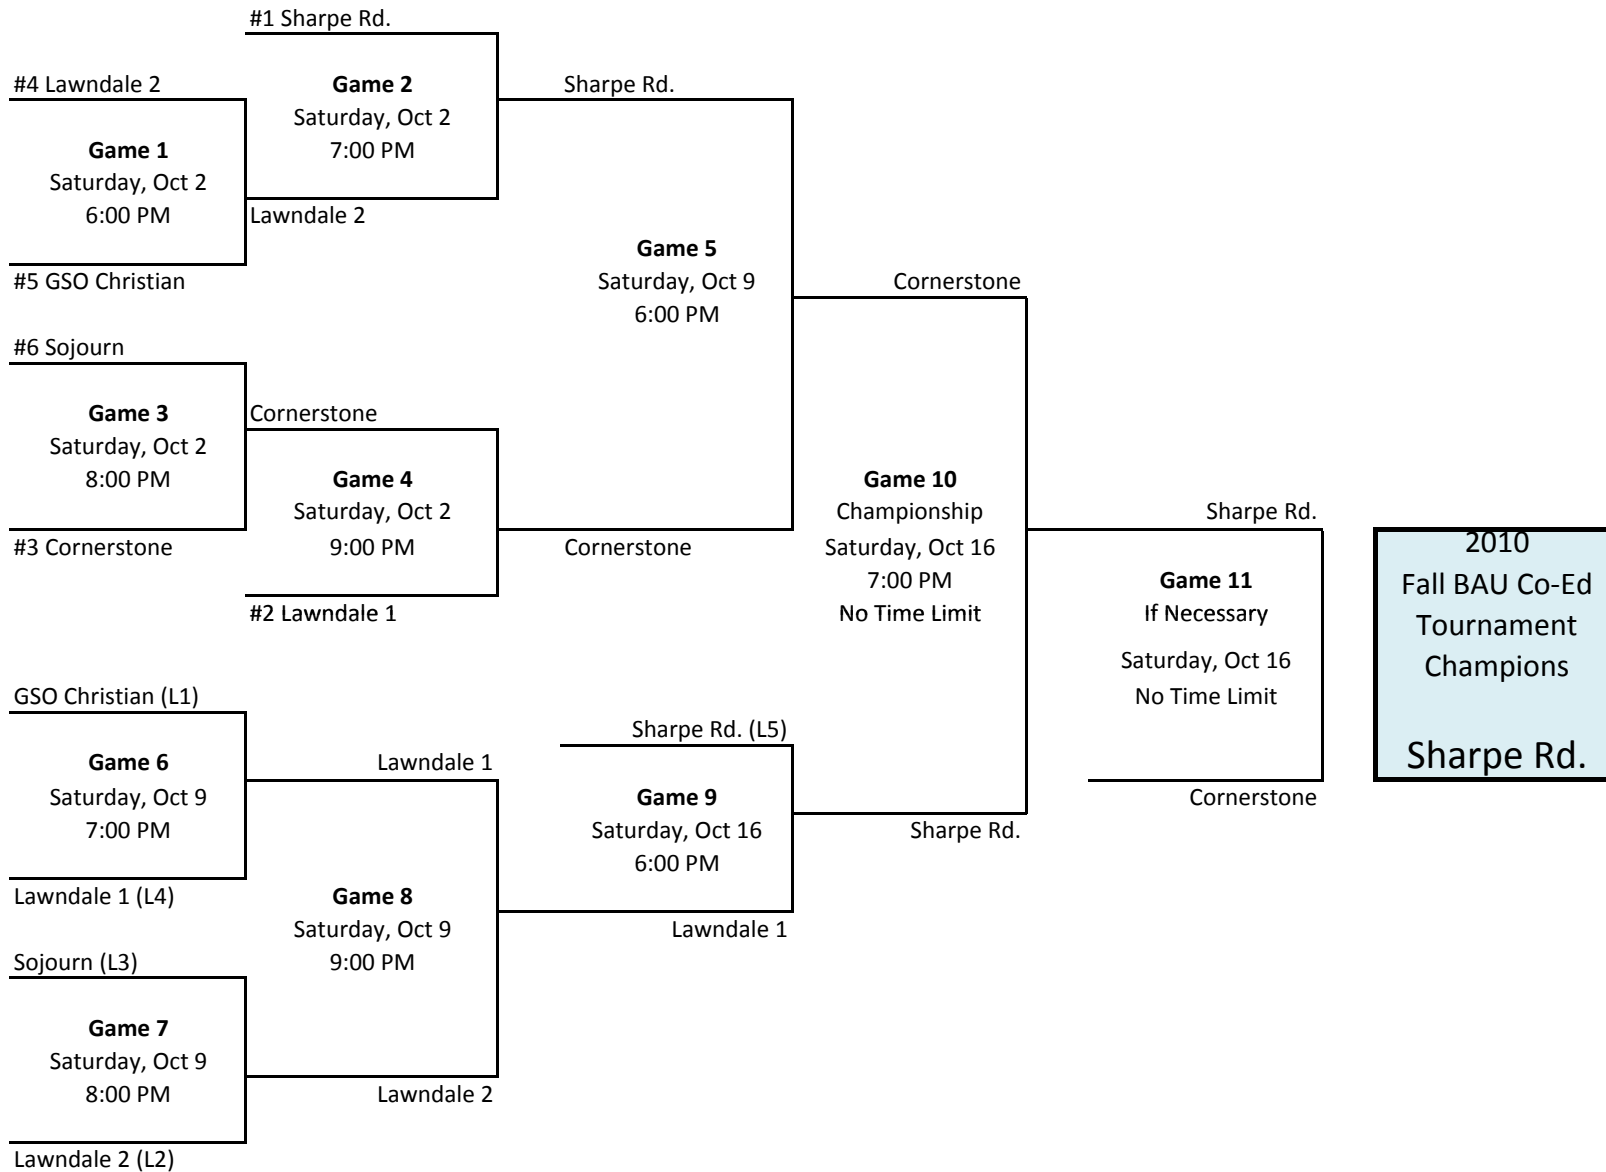 #1 Sharpe Rd.
#4 Lawndale 2
Game 2
Saturday, Oct 2
7:00 PM
Sharpe Rd.
Game 1
Saturday, Oct 2
6:00 PM
Lawndale 2
#5 GSO Christian
Game 5
Saturday, Oct 9
6:00 PM
Cornerstone
#6 Sojourn
Game 3
Saturday, Oct 2
8:00 PM
Cornerstone
#3 Cornerstone
Game 4
Saturday, Oct 2
9:00 PM
Cornerstone
#2 Lawndale 1
Game 10
Championship
Saturday, Oct 16
7:00 PM
No Time Limit
Sharpe Rd.
Game 11
If Necessary
Saturday, Oct 16
No Time Limit
Cornerstone
2010
Fall BAU Co-Ed
Tournament
Champions
Sharpe Rd.
GSO Christian (L1)
Game 6
Saturday, Oct 9
7:00 PM
Lawndale 1 (L4)
Lawndale 1
Sharpe Rd. (L5)
Game 9
Saturday, Oct 16
6:00 PM
Sharpe Rd.
Game 8
Saturday, Oct 9
9:00 PM
Lawndale 1
Sojourn (L3)
Game 7
Saturday, Oct 9
8:00 PM
Lawndale 2
Lawndale 2 (L2)